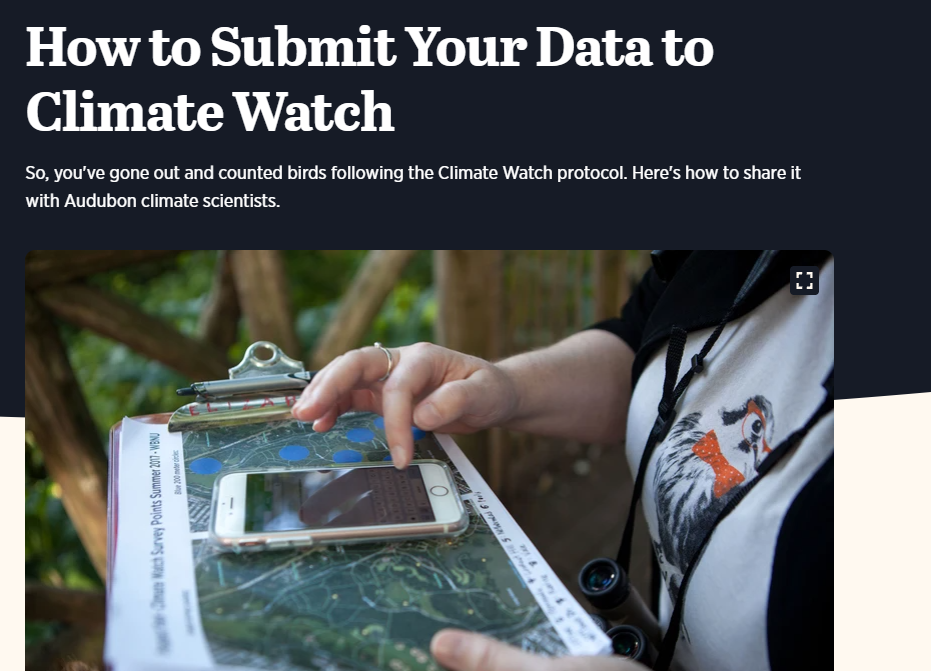 How to Submit Your Data to
Climate Watch
So, you've gone out and counted birds following the Climate Watch protocol. Here's how to share it
with Audubon climate scientists.
ELIZAB
Climate Watch Survey Points Summer 2017 - WBNU
Blue 200 meter circles